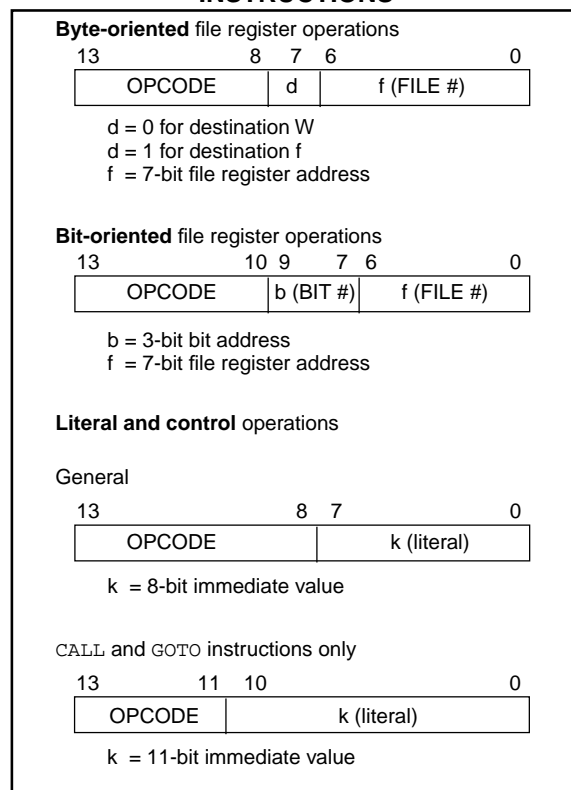 INSTRUCTIONS
Byte-oriented file register operations
13 8 7 6 0
OPCODE d f (FILE #)
d = 0 for destination W
d = 1 for destination f
f = 7-bit file register address
Bit-oriented file register operations
13 10 9 7 6 0
OPCODE b (BIT #) f (FILE #)
b = 3-bit bit address
f = 7-bit file register address
Literal and control operations
General
13 8 7 0
OPCODE k (literal)
k = 8-bit immediate value
CALL and GOTO instructions only
13 11 10 0
OPCODE k (literal)
k = 11-bit immediate value